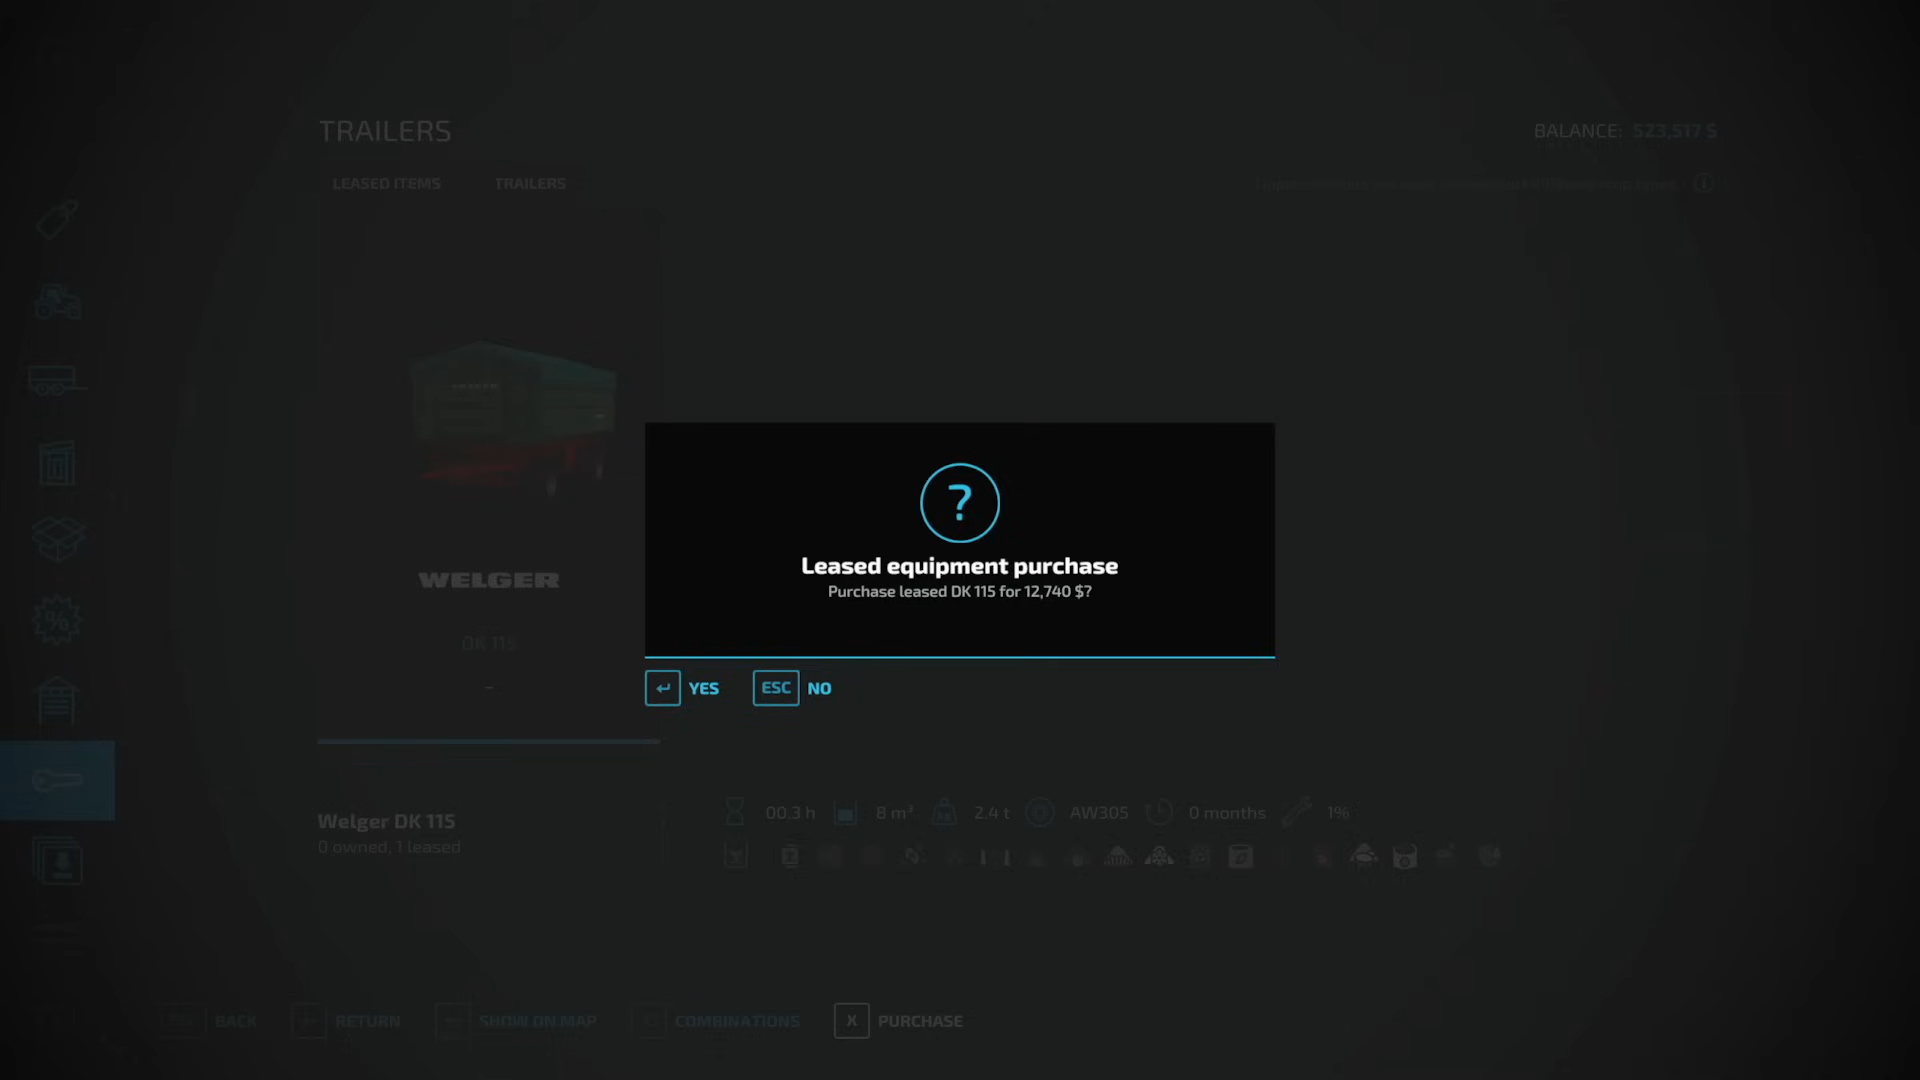 TRAILERS
BALANCE: 523,517 $
LEASED ITEMS TRAILERS
WELGER
DK 115
–
?
Leased equipment purchase
Purchase leased DK 115 for 12,740 $?
YES ESC NO
Welger DK 115
0 owned, 1 leased
00.3 h 8 m³ 2.4 t AW305 0 months 1%
BACK RETURN SHOW ON MAP COMBINATIONS X PURCHASE